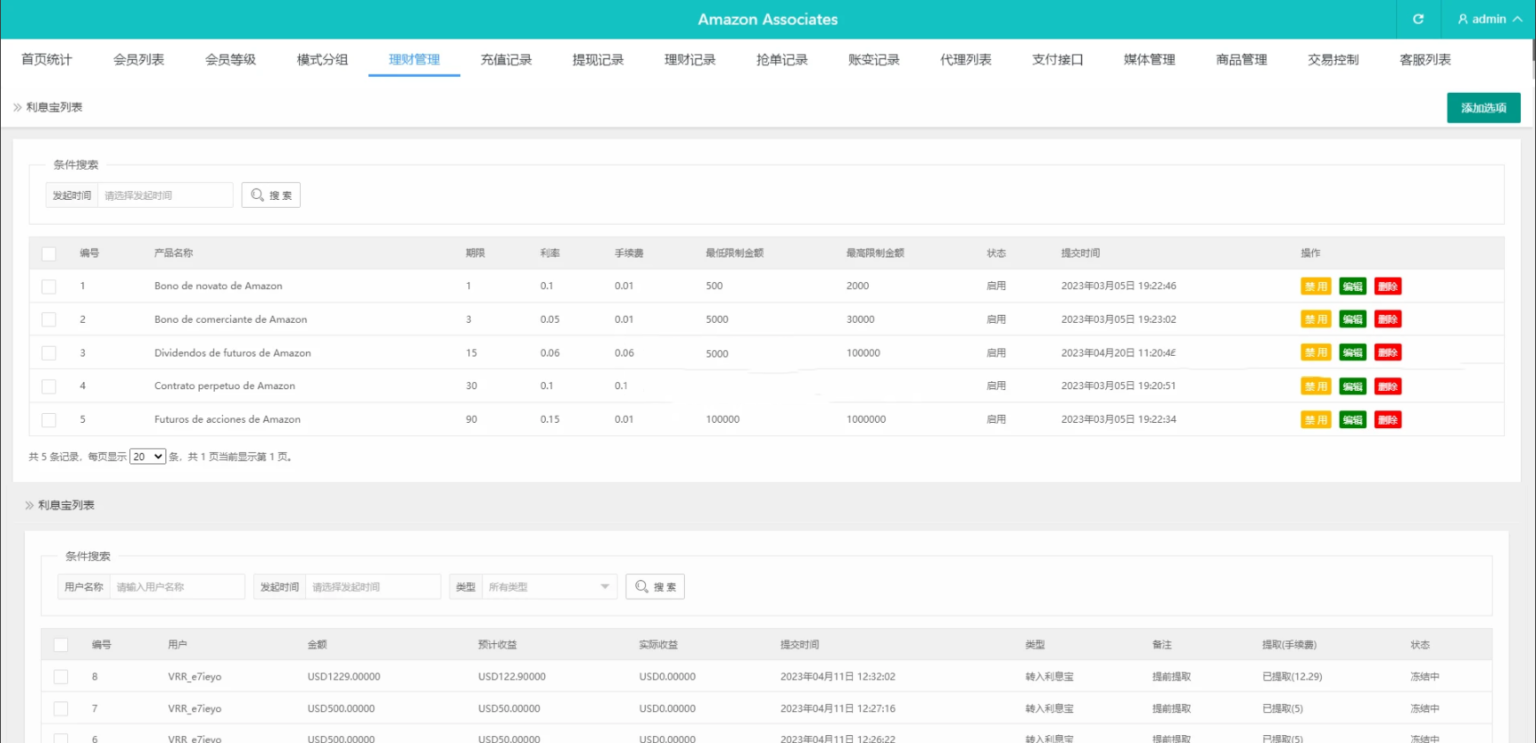 Amazon Associates
admin
首页统计 会员列表 会员等级 模式分组 理财管理 充值记录 提现记录 理财记录 抢单记录 账变记录 代理列表 支付接口 媒体管理 商品管理 交易控制 客服列表
利息宝列表 添加选项
条件搜索
发起时间 请选择发起时间 搜 索
编号 产品名称 期限 利率 手续费 最低限制金额 最高限制金额 状态 提交时间 操作
1 Bono de novato de Amazon 1 0.1 0.01 500 2000 启用 2023年03月05日 19:22:46 禁 用 编辑 删除
2 Bono de comerciante de Amazon 3 0.05 0.01 5000 30000 启用 2023年03月05日 19:23:02 禁 用 编辑 删除
3 Dividendos de futuros de Amazon 15 0.06 0.06 5000 100000 启用 2023年04月20日 禁 用 编辑 删除
4 Contrato perpetuo de Amazon 30 0.1 0.1 启用 2023年03月05日 19:20:51 禁 用 编辑 删除
5 Futuros de acciones de Amazon 90 0.15 0.01 100000 1000000 启用 2023年03月05日 19:22:34 禁 用 编辑 删除
共 5 条记录，每页显示 20 条，共 1 页当前显示第 1 页。
利息宝列表
条件搜索
用户名称 请输入用户名称 发起时间 请选择发起时间 类型 所有类型 搜 索
编号 用户 金额 预计收益 实际收益 提交时间 类型 备注 提取(手续费) 状态
8 VRR_e7ieyo USD1229.00000 USD122.90000 USD0.00000 2023年04月11日 12:32:02 转入利息宝 提前提取 已提取(12.29) 冻结中
7 VRR_e7ieyo USD500.00000 USD50.00000 USD0.00000 2023年04月11日 12:27:16 转入利息宝 提前提取 已提取(5) 冻结中
6 VRR_e7ieyo USD500.00000 USD50.00000 USD0.00000 2023年04月11日 12:26:22 转入利息宝 提前提取 已提取(5) 冻结中